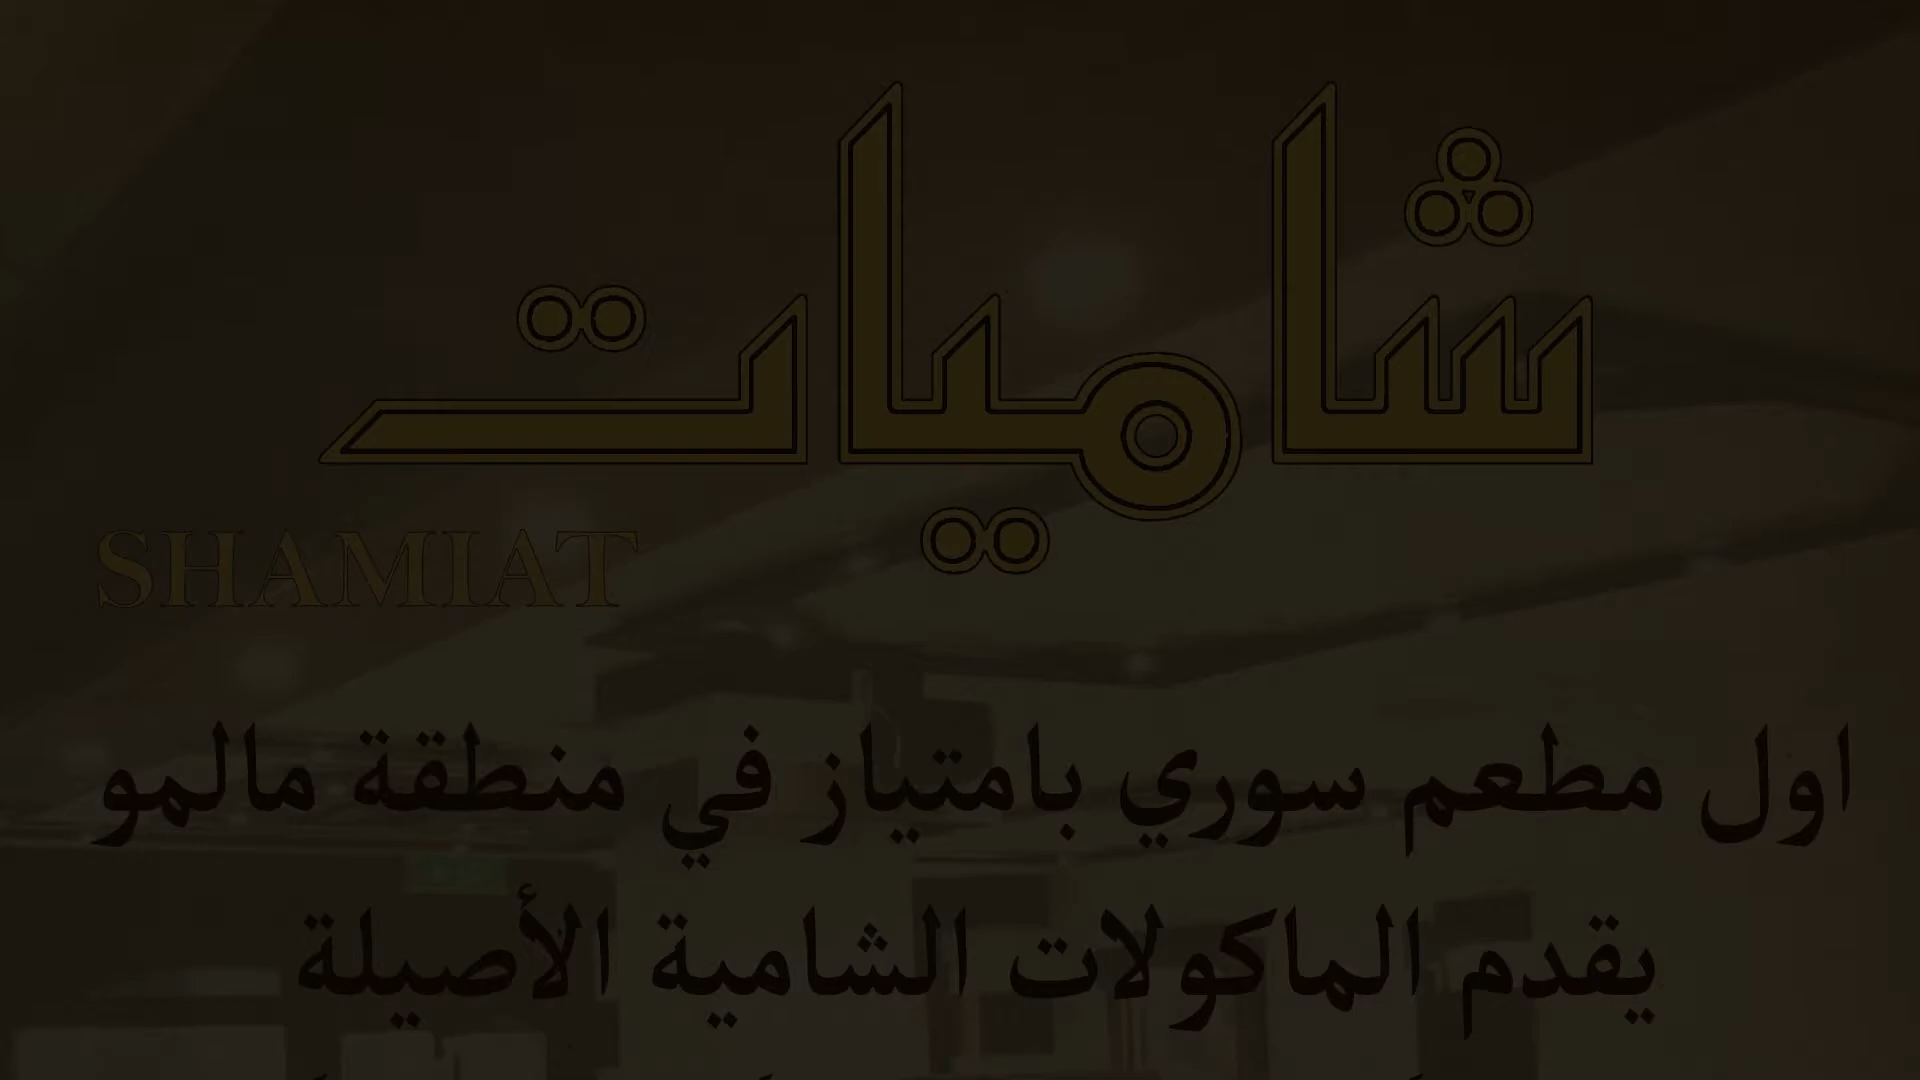 شاميات
SHAMIAT
اول مطعم سوري بامتياز في منطقة مالمو
يقدم الماكولات الشامية الأصيلة